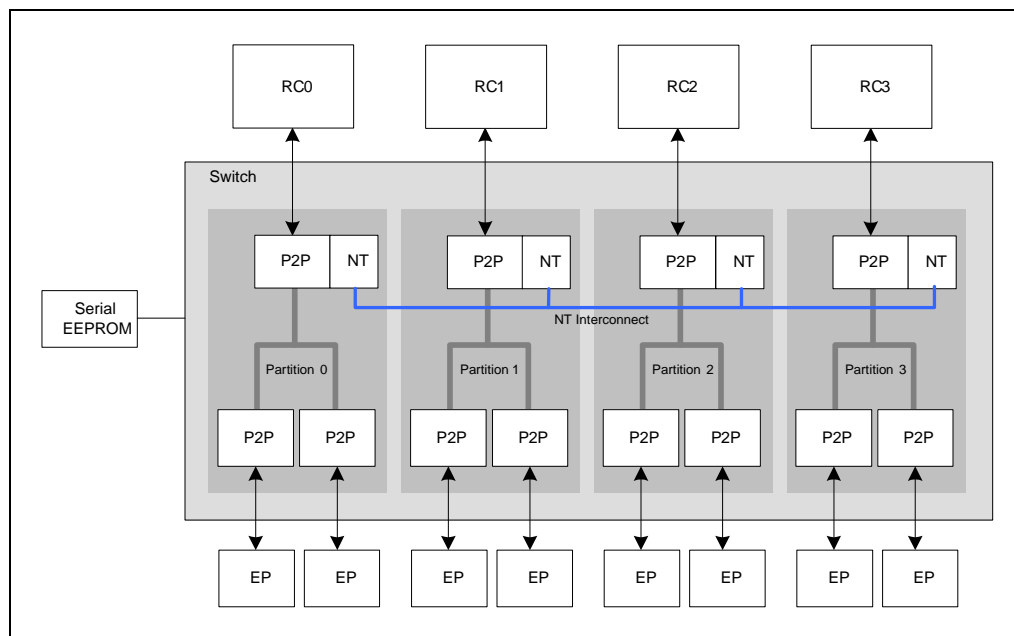 RC0
RC1
RC2
RC3
Switch
P2P
NT
P2P
NT
P2P
NT
P2P
NT
Serial
EEPROM
NT Interconnect
Partition 0
Partition 1
Partition 2
Partition 3
P2P
P2P
P2P
P2P
P2P
P2P
P2P
P2P
EP
EP
EP
EP
EP
EP
EP
EP